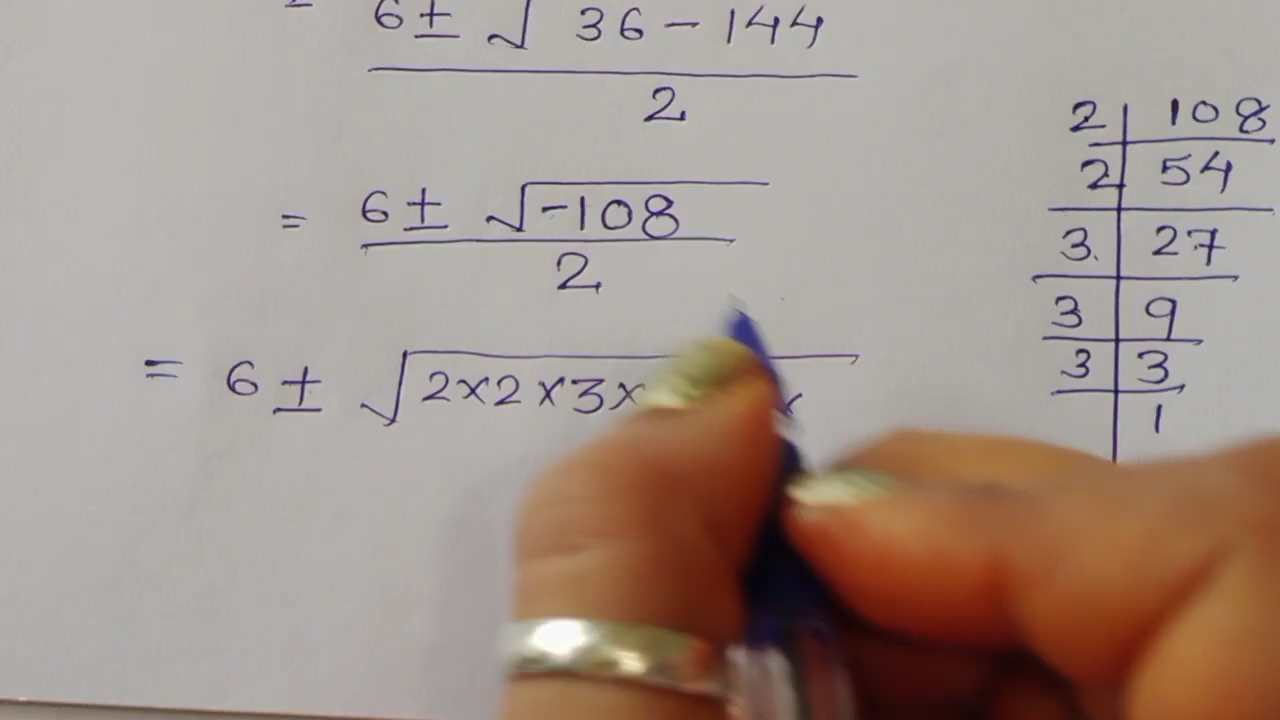 = 6 ± √ 36 - 144
2
= 6 ± √-108
2
= 6 ± √2×2×3× ×
2 | 108
2 | 54
3 | 27
3 | 9
3 | 3
1